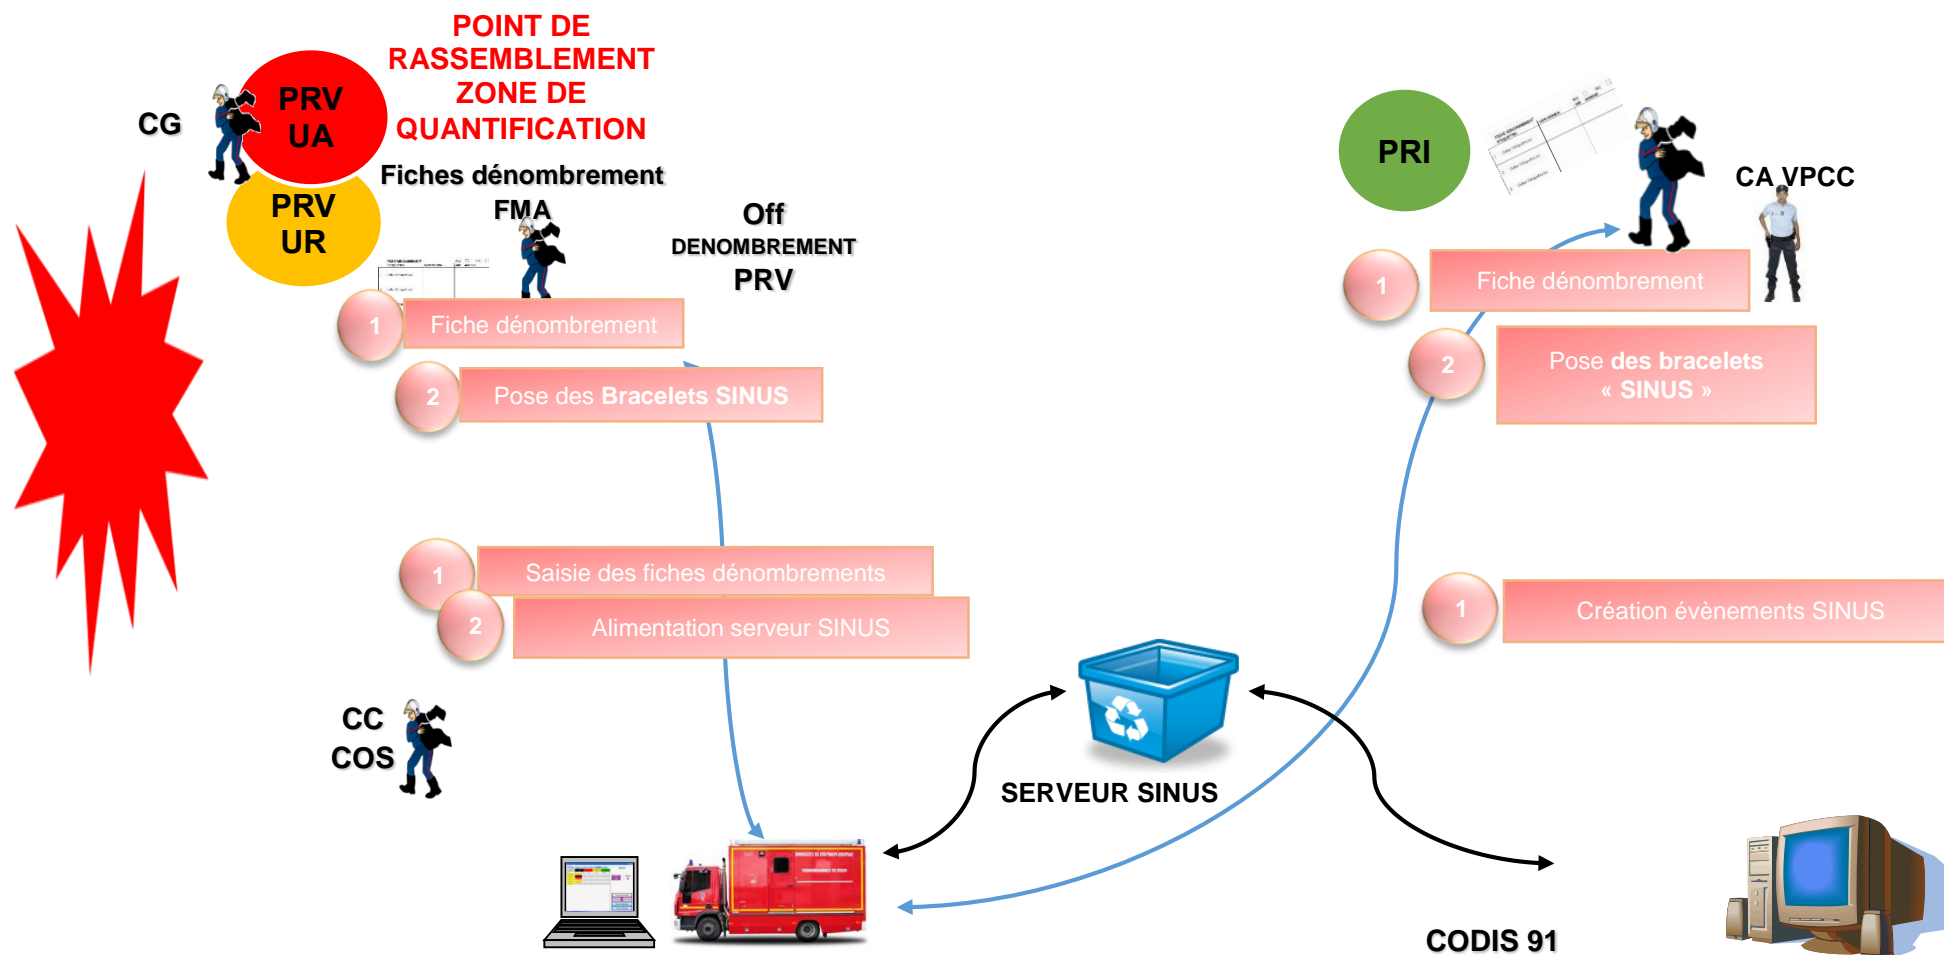 POINT DE
RASSEMBLEMENT
ZONE DE
QUANTIFICATION
CG
PRV
UA
PRV
UR
Fiches dénombrement
FMA
Off
DENOMBREMENT
PRV
1
Fiche dénombrement
2
Pose des Bracelets SINUS
PRI
CA VPCC
1
Fiche dénombrement
2
Pose des bracelets
« SINUS »
1
Saisie des fiches dénombrements
2
Alimentation serveur SINUS
1
Création évènements SINUS
CC
COS
SERVEUR SINUS
CODIS 91